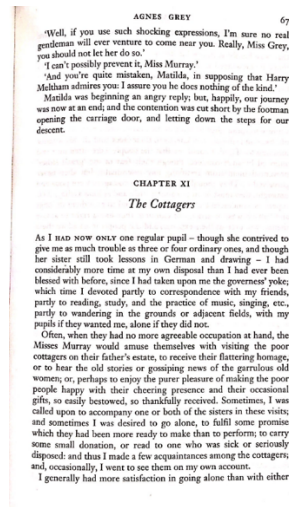 AGNES GREY
67
'Well, if you use such shocking expressions, I'm sure no real
gentleman will ever venture to come near you. Really, Miss Grey,
you should not let her do so.'
'I can't possibly prevent it, Miss Murray.'
'And you're quite mistaken, Matilda, in supposing that Harry
Meltham admires you: I assure you he does nothing of the kind.'
Matilda was beginning an angry reply; but, happily, our journey
was now at an end; and the contention was cut short by the footman
opening the carriage door, and letting down the steps for our
descent.
CHAPTER XI
The Cottagers
AS I HAD NOW ONLY one regular pupil – though she contrived to
give me as much trouble as three or four ordinary ones, and though
her sister still took lessons in German and drawing – I had
considerably more time at my own disposal than I had ever been
blessed with before, since I had taken upon me the governess' yoke;
which time I devoted partly to correspondence with my friends,
partly to reading, study, and the practice of music, singing, etc.,
partly to wandering in the grounds or adjacent fields, with my
pupils if they wanted me, alone if they did not.
Often, when they had no more agreeable occupation at hand, the
Misses Murray would amuse themselves with visiting the poor
cottagers on their father's estate, to receive their flattering homage,
or to hear the old stories or gossiping news of the garrulous old
women; or, perhaps to enjoy the purer pleasure of making the poor
people happy with their cheering presence and their occasional
gifts, so easily bestowed, so thankfully received. Sometimes, I was
called upon to accompany one or both of the sisters in these visits;
and sometimes I was desired to go alone, to fulfil some promise
which they had been more ready to make than to perform; to carry
some small donation, or read to one who was sick or seriously
disposed: and thus I made a few acquaintances among the cottagers;
and, occasionally, I went to see them on my own account.
I generally had more satisfaction in going alone than with either